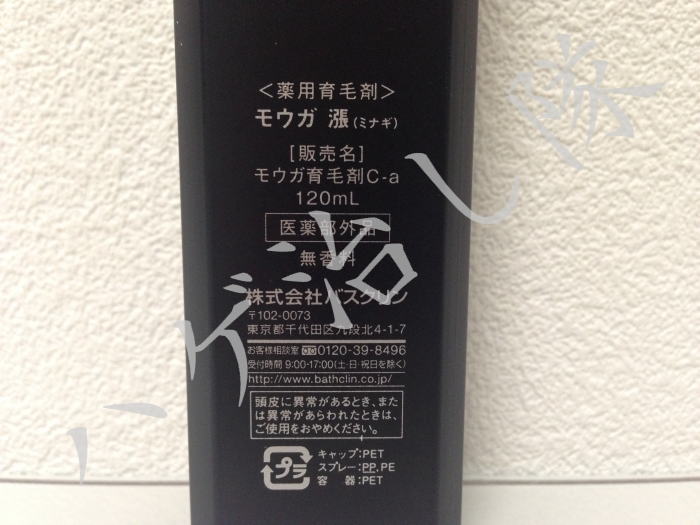 ＜薬用育毛剤＞
モウガ 漲(ミナギ)
[販売名]
モウガ育毛剤C-a
120mL
医薬部外品
無香料
株式会社バスクリン
〒102-0073
東京都千代田区九段北4-1-7
お客様相談室 0120-39-8496
受付時間 9:00-17:00(土・日・祝日を除く)
http://www.bathclin.co.jp/
頭皮に異常があるとき、また
は異常があらわれたときは、
ご使用をおやめください。
プラ
キャップ:PET
スプレー:PP,PE
容 器:PET
ハゲ治し隊